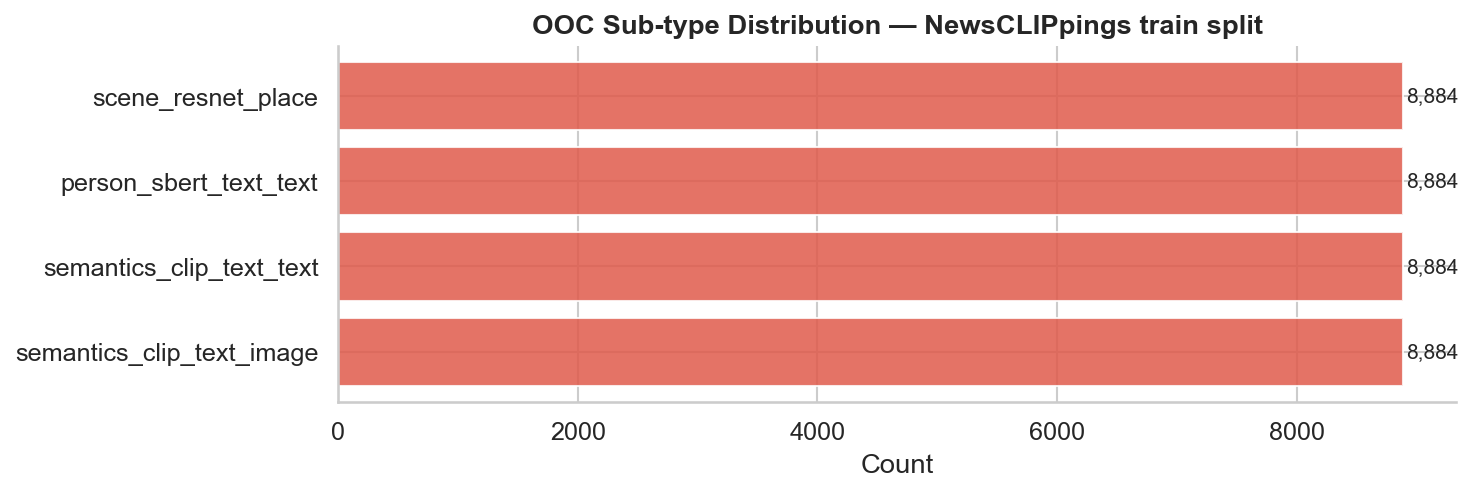 OOC Sub-type Distribution — NewsCLIPpings train split
scene_resnet_place 8,884
person_sbert_text_text 8,884
semantics_clip_text_text 8,884
semantics_clip_text_image 8,884
0 2000 4000 6000 8000
Count